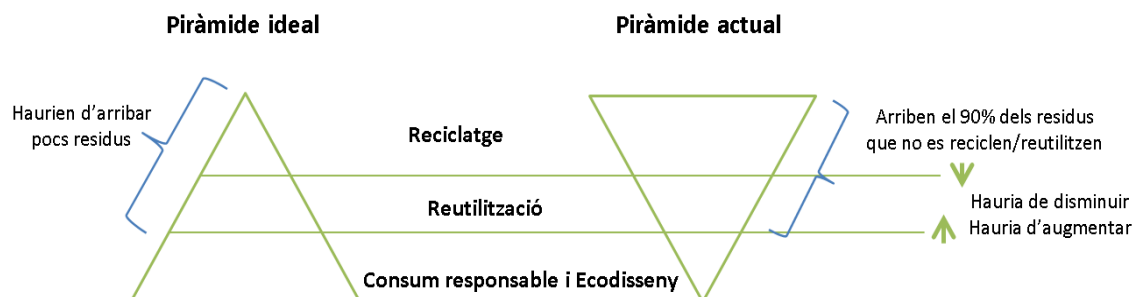 Piràmide ideal
Piràmide actual
Haurien d'arribar
pocs residus
Reciclatge
Arriben el 90% dels residus
que no es reciclen/reutilitzen
Reutilització
Hauria de disminuir
Hauria d'augmentar
Consum responsable i Ecodisseny